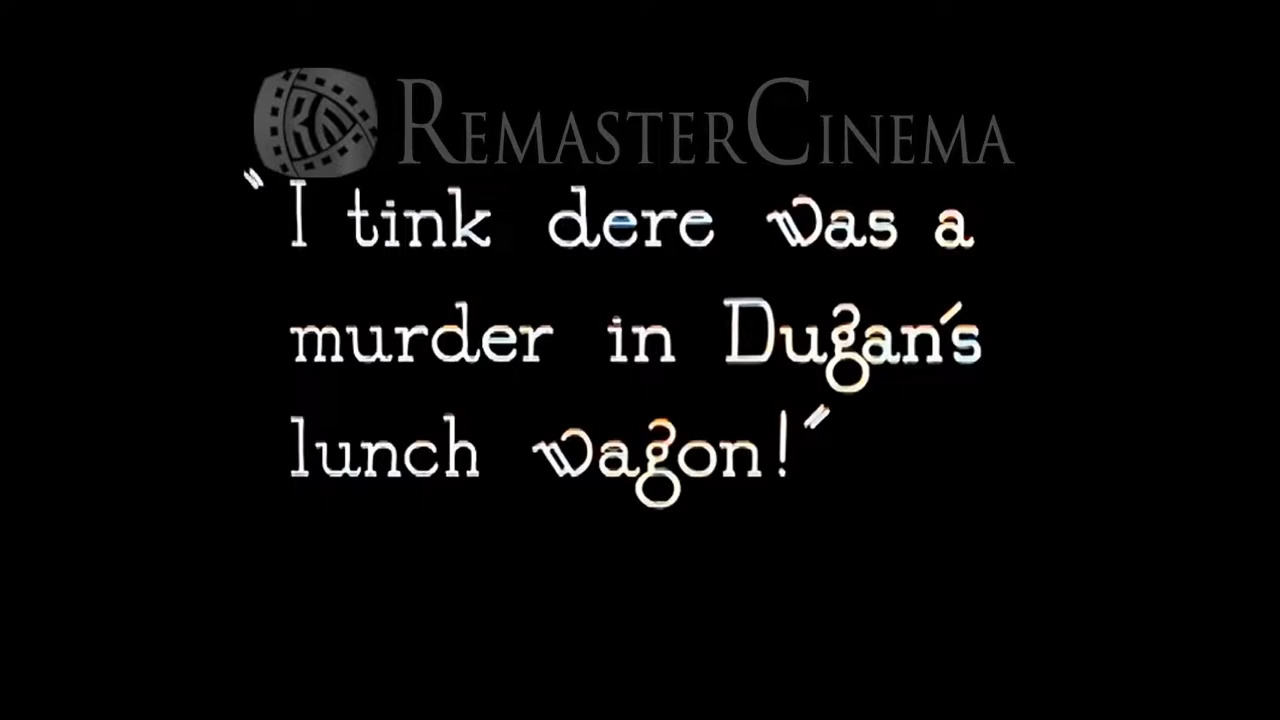 REMASTERCINEMA
"I tink dere was a
murder in Dugan's
lunch wagon!"